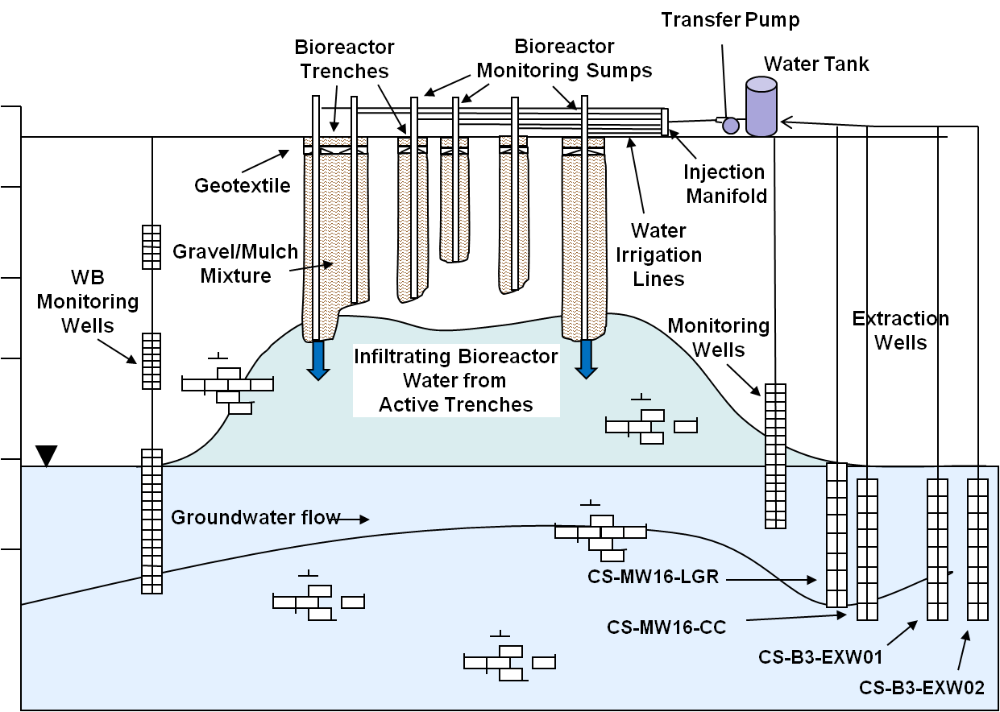 Transfer Pump
Bioreactor
Trenches
Bioreactor
Monitoring Sumps
Water Tank
Geotextile
Injection
Manifold
Water
Irrigation
Lines
Gravel/Mulch
Mixture
WB
Monitoring
Wells
Monitoring
Wells
Extraction
Wells
Infiltrating Bioreactor
Water from
Active Trenches
Groundwater flow
CS-MW16-LGR
CS-MW16-CC
CS-B3-EXW01
CS-B3-EXW02